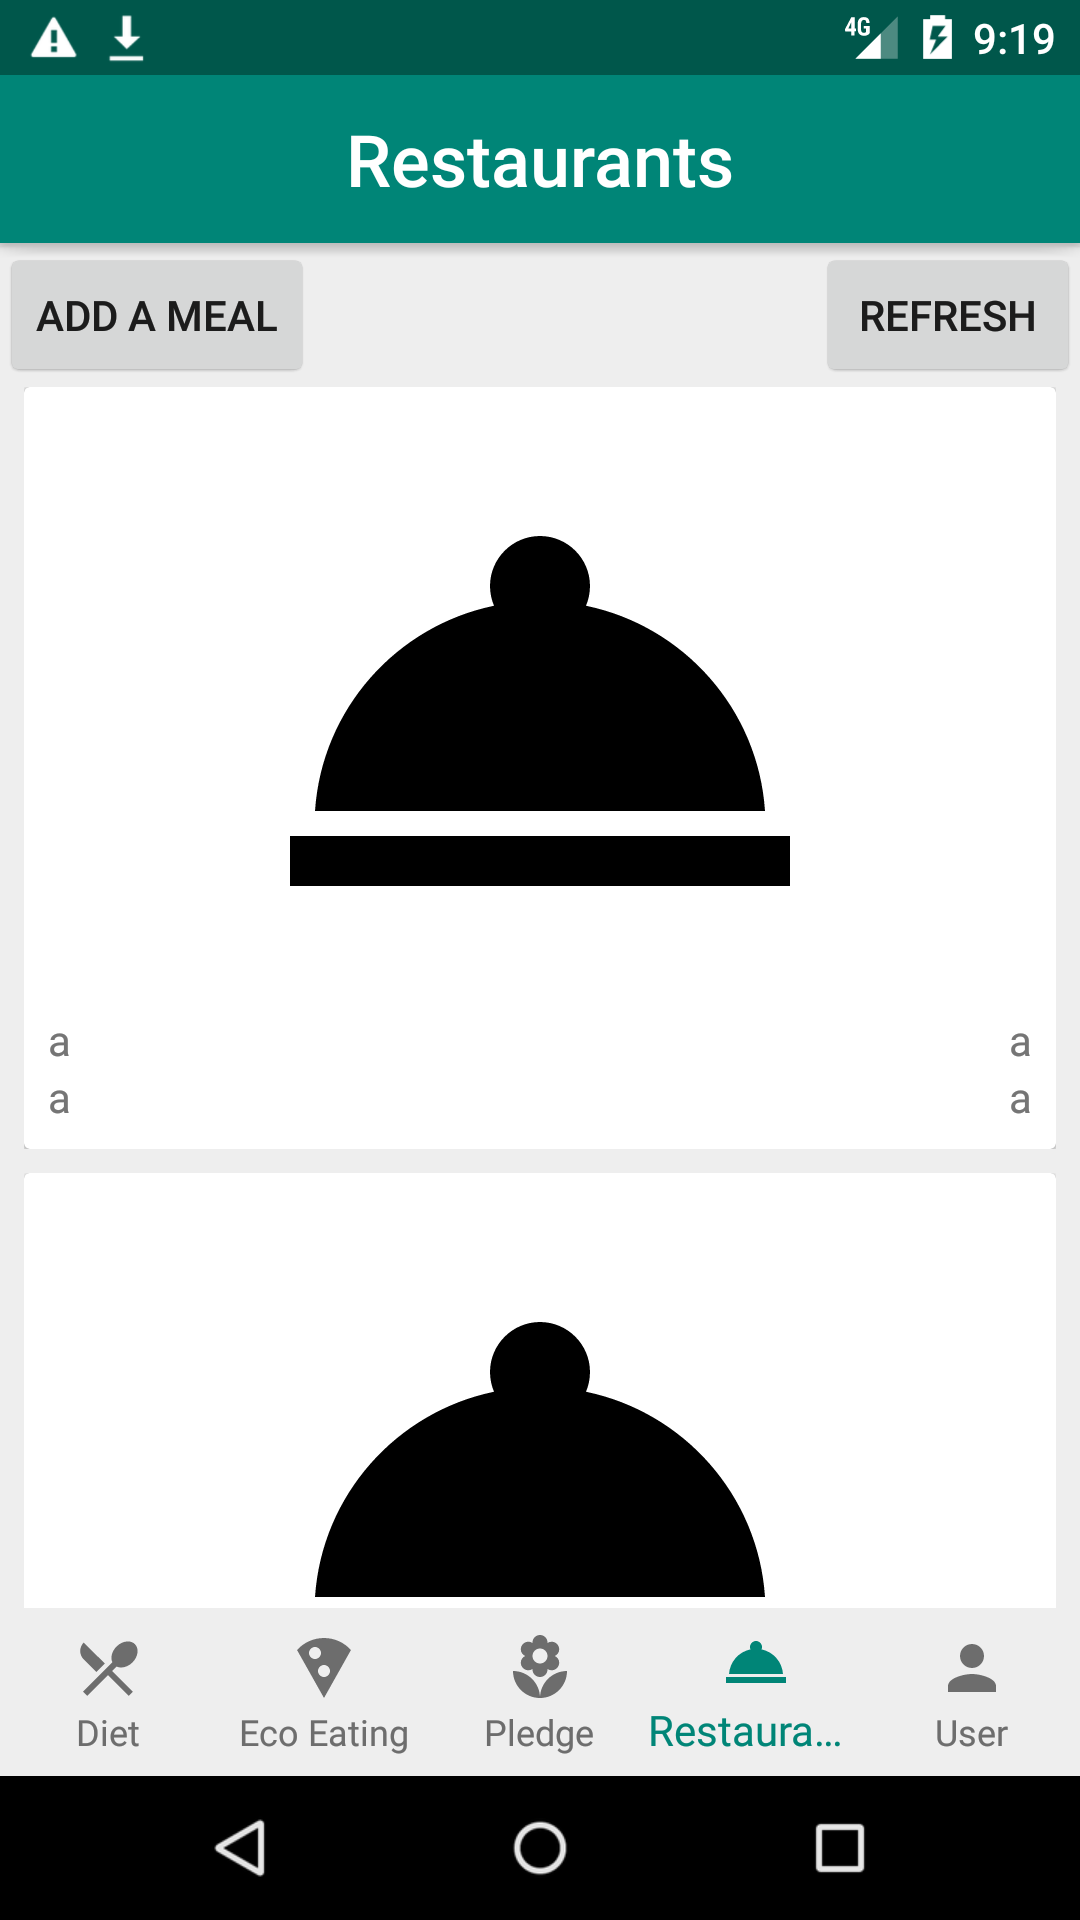 4G 9:19
Restaurants
ADD A MEAL REFRESH
a a
a a
Diet Eco Eating Pledge Restaura... User